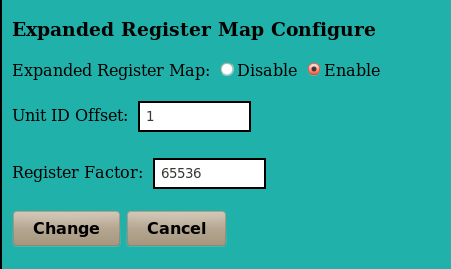 Expanded Register Map Configure
Expanded Register Map: Disable Enable
Unit ID Offset: 1
Register Factor: 65536
Change Cancel